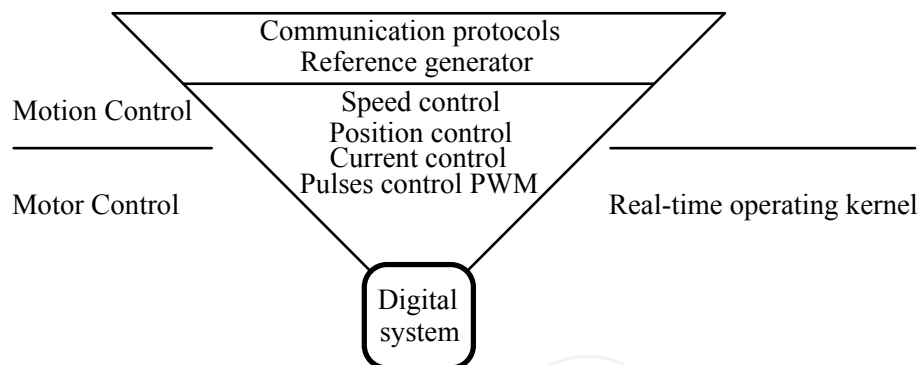 Communication protocols
Reference generator
Motion Control
Speed control
Position control
Current control
Pulses control PWM
Motor Control
Real-time operating kernel
Digital
system